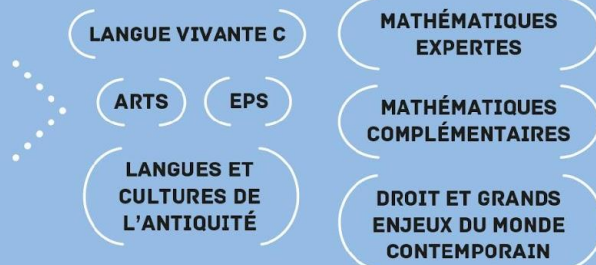 LANGUE VIVANTE C
ARTS
EPS
LANGUES ET
CULTURES DE
L'ANTIQUITÉ
MATHÉMATIQUES
EXPERTES
MATHÉMATIQUES
COMPLÉMENTAIRES
DROIT ET GRANDS
ENJEUX DU MONDE
CONTEMPORAIN